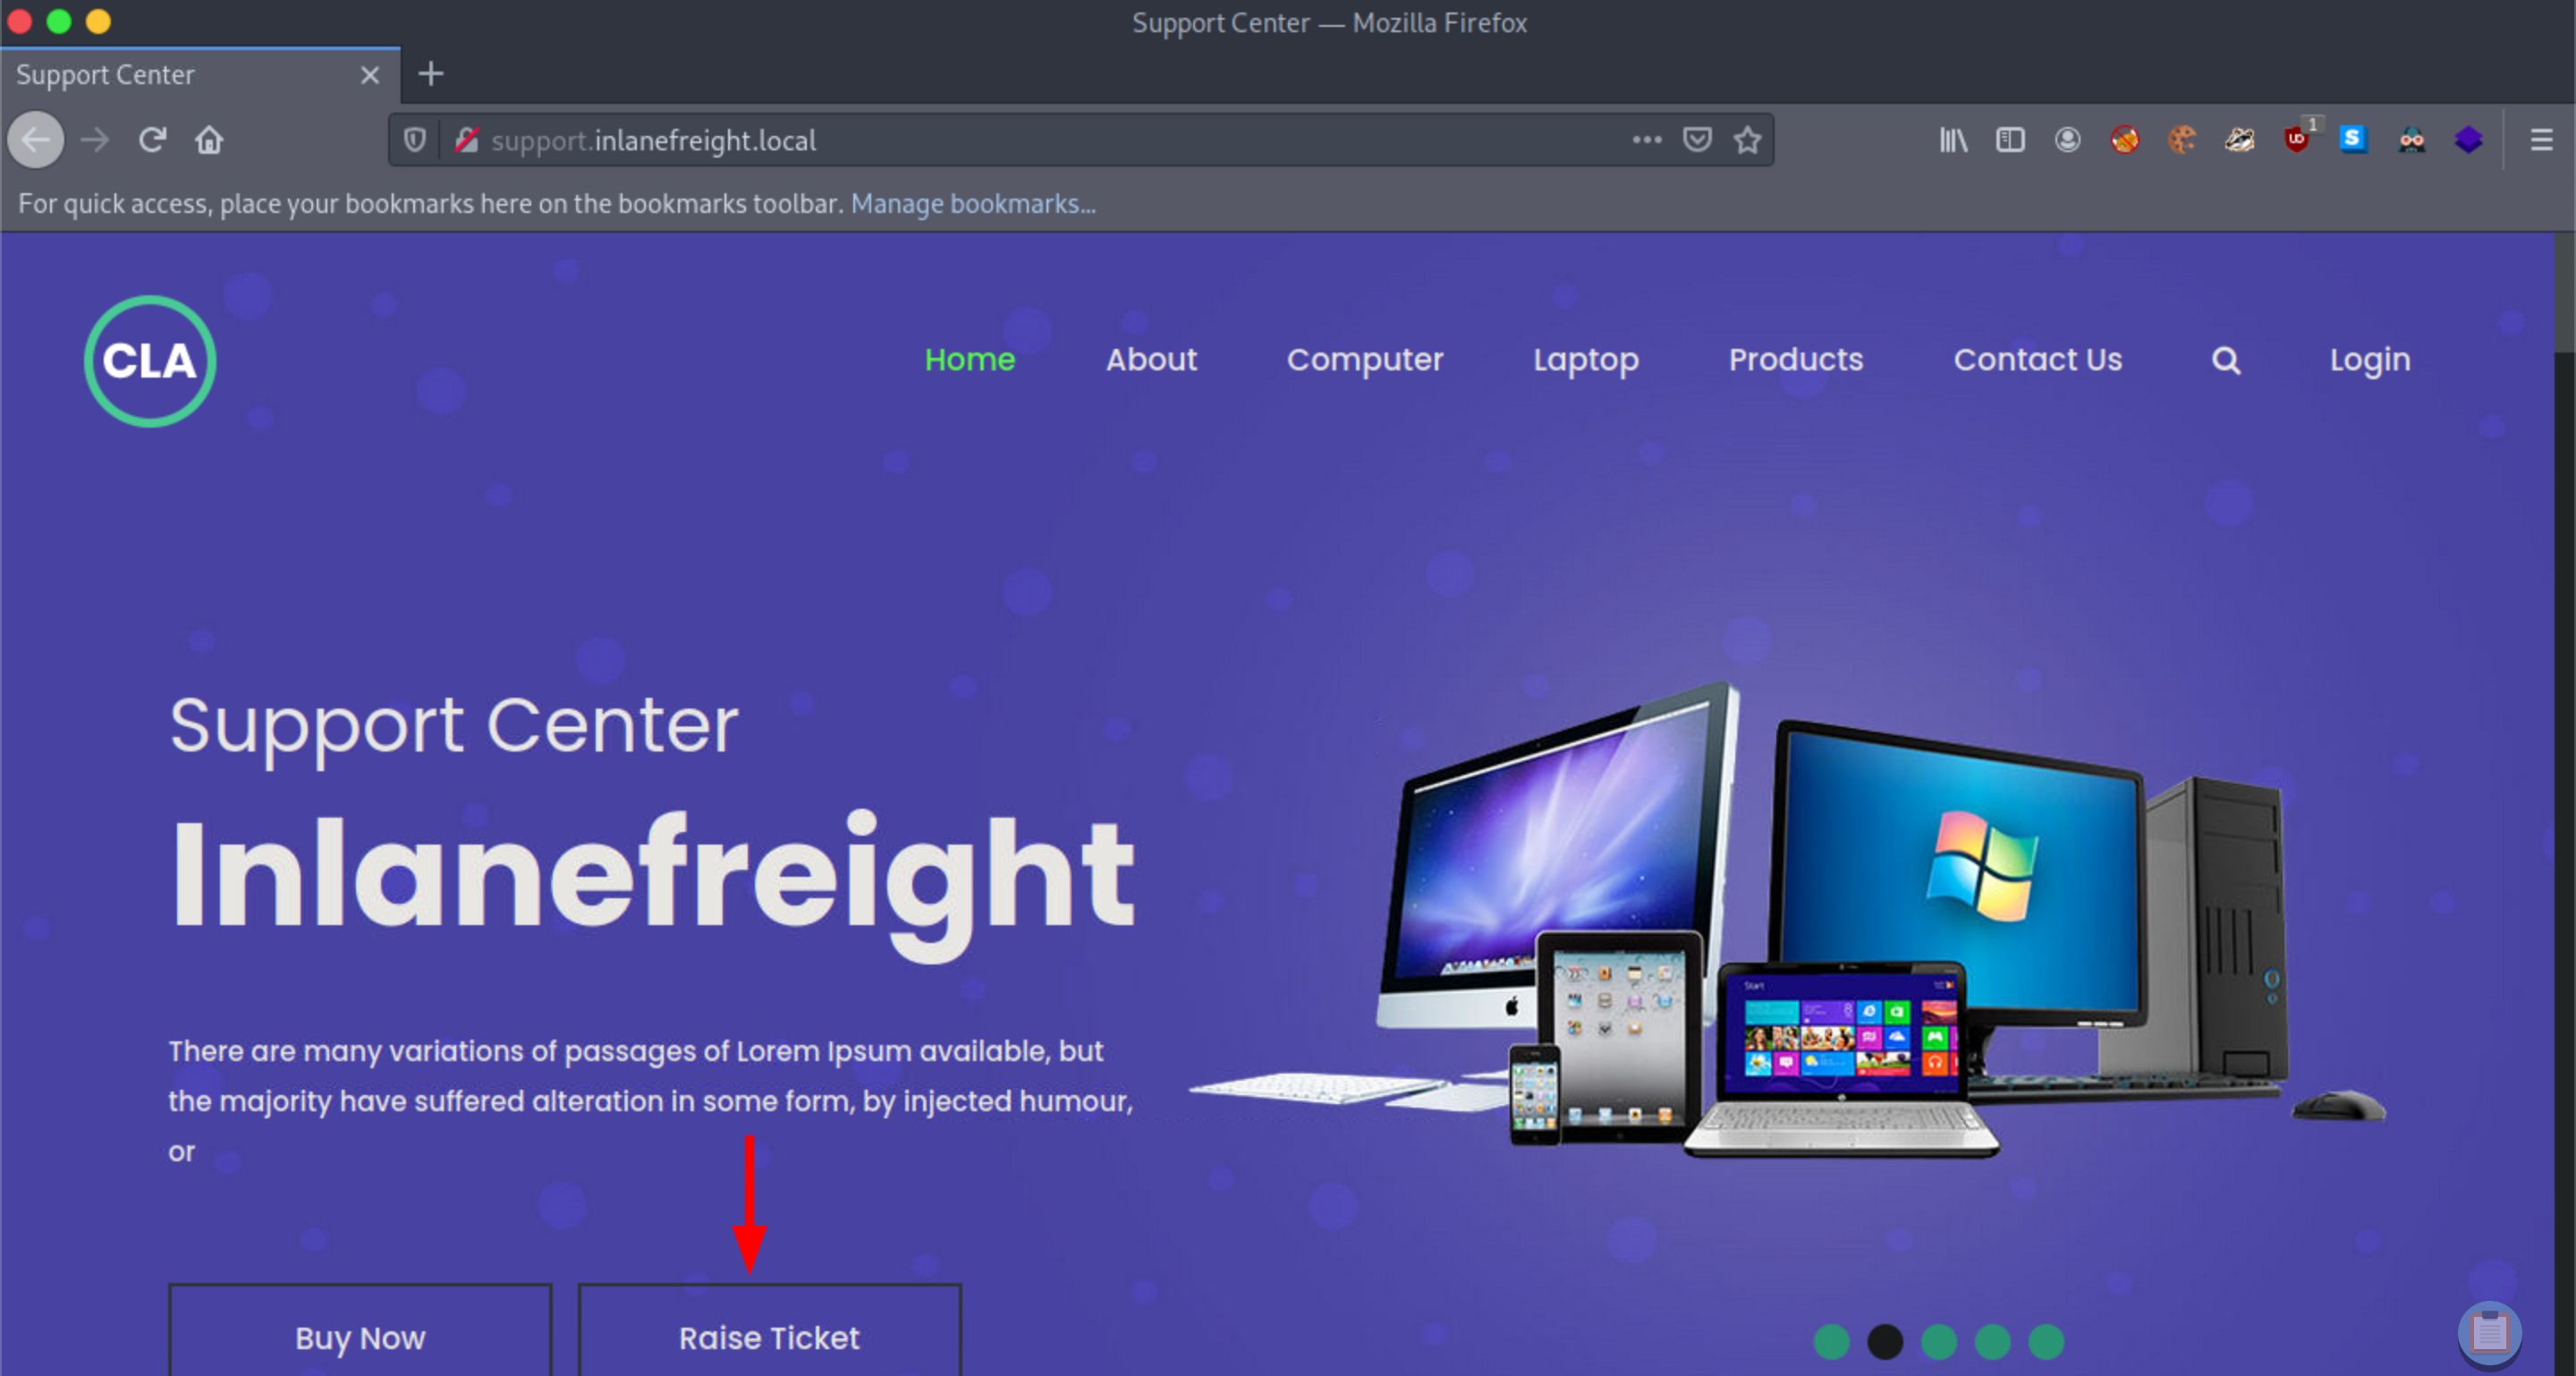 Support Center — Mozilla Firefox
Support Center
support.inlanefreight.local
1
For quick access, place your bookmarks here on the bookmarks toolbar. Manage bookmarks...
CLA
Home About Computer Laptop Products Contact Us Login
Support Center
Inlanefreight
There are many variations of passages of Lorem Ipsum available, but
the majority have suffered alteration in some form, by injected humour,
or
Start
Buy Now Raise Ticket